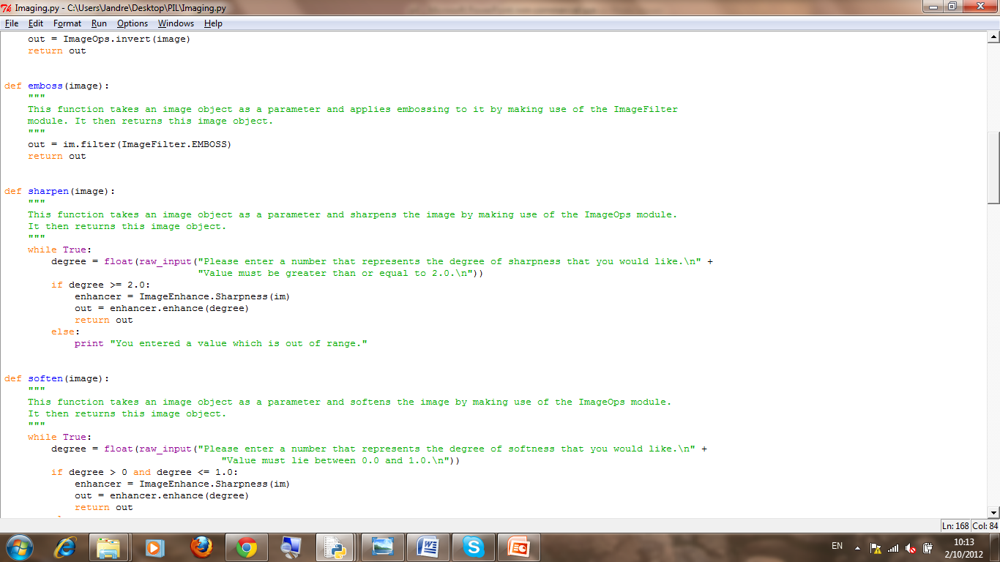 Imaging.py - C:\Users\Jandre\Desktop\PIL\Imaging.py
File Edit Format Run Options Windows Help
    out = ImageOps.invert(image)
    return out
def emboss(image):
    """
    This function takes an image object as a parameter and applies embossing to it by making use of the ImageFilter
    module. It then returns this image object.
    """
    out = im.filter(ImageFilter.EMBOSS)
    return out
def sharpen(image):
    """
    This function takes an image object as a parameter and sharpens the image by making use of the ImageOps module.
    It then returns this image object.
    """
    while True:
        degree = float(raw_input("Please enter a number that represents the degree of sharpness that you would like.\n" +
                                 "Value must be greater than or equal to 2.0.\n"))
        if degree >= 2.0:
            enhancer = ImageEnhance.Sharpness(im)
            out = enhancer.enhance(degree)
            return out
        else:
            print "You entered a value which is out of range."
def soften(image):
    """
    This function takes an image object as a parameter and softens the image by making use of the ImageOps module.
    It then returns this image object.
    """
    while True:
        degree = float(raw_input("Please enter a number that represents the degree of softness that you would like.\n" +
                                     "Value must lie between 0.0 and 1.0.\n"))
        if degree > 0 and degree <= 1.0:
            enhancer = ImageEnhance.Sharpness(im)
            out = enhancer.enhance(degree)
            return out
Ln: 168 Col: 84
EN
10:13
2/10/2012